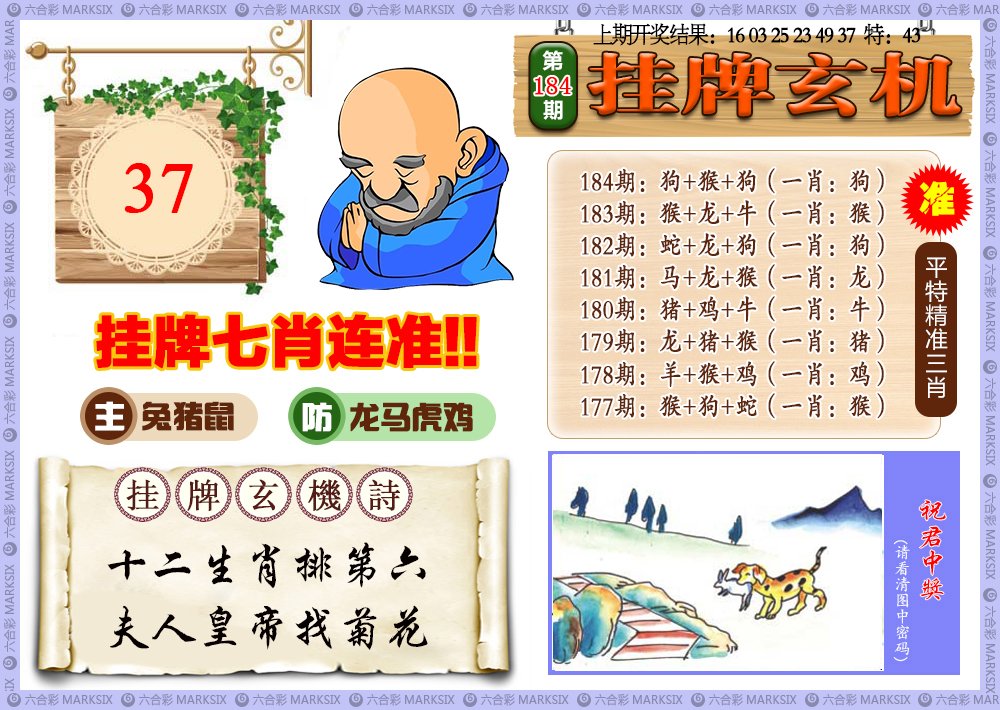 六合彩 MARKSIX
上期开奖结果：16 03 25 23 49 37 特：43
第184期
挂牌玄机
37
挂牌七肖连准!!
主 兔猪鼠
防 龙马虎鸡
挂牌玄機詩
十二生肖排第六
夫人皇帝找菊花
184期：狗+猴+狗（一肖：狗）
183期：猴+龙+牛（一肖：猴）
182期：蛇+龙+狗（一肖：狗）
181期：马+龙+猴（一肖：龙）
180期：猪+鸡+牛（一肖：牛）
179期：龙+猪+猴（一肖：猪）
178期：羊+猴+鸡（一肖：鸡）
177期：猴+狗+蛇（一肖：猴）
准
平特精准三肖
祝君中獎
（请看清图中密码）